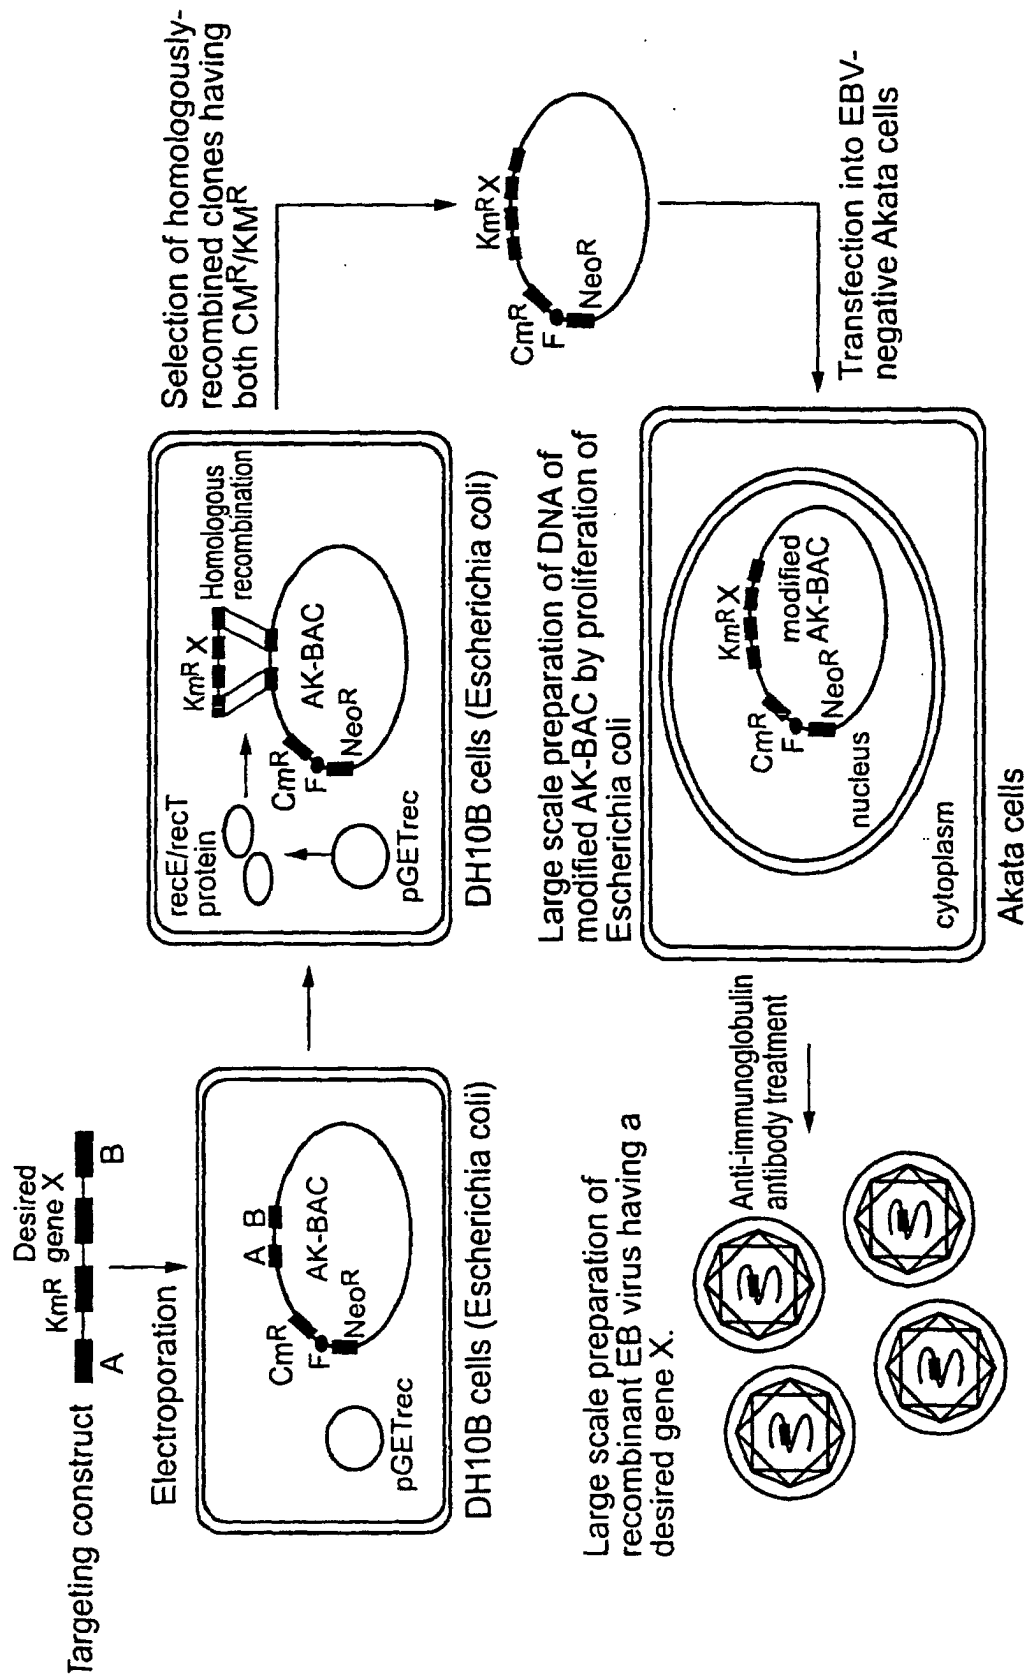 Targeting construct
Desired
KmR gene X
A
B
Electroporation
A B
AK-BAC
CmR
F
NeoR
pGETrec
DH10B cells (Escherichia coli)
recE/recT
protein
KmR X
Homologous
recombination
AK-BAC
CmR
F
NeoR
pGETrec
DH10B cells (Escherichia coli)
Selection of homologously-
recombined clones having
both CMR/KMR
KmR X
CmR
F
NeoR
Large scale preparation of DNA of
modified AK-BAC by proliferation of
Escherichia coli
Transfection into EBV-
negative Akata cells
KmR X
modified
AK-BAC
CmR
F
NeoR
nucleus
cytoplasm
Akata cells
Anti-immunoglobulin
antibody treatment
Large scale preparation of
recombinant EB virus having a
desired gene X.